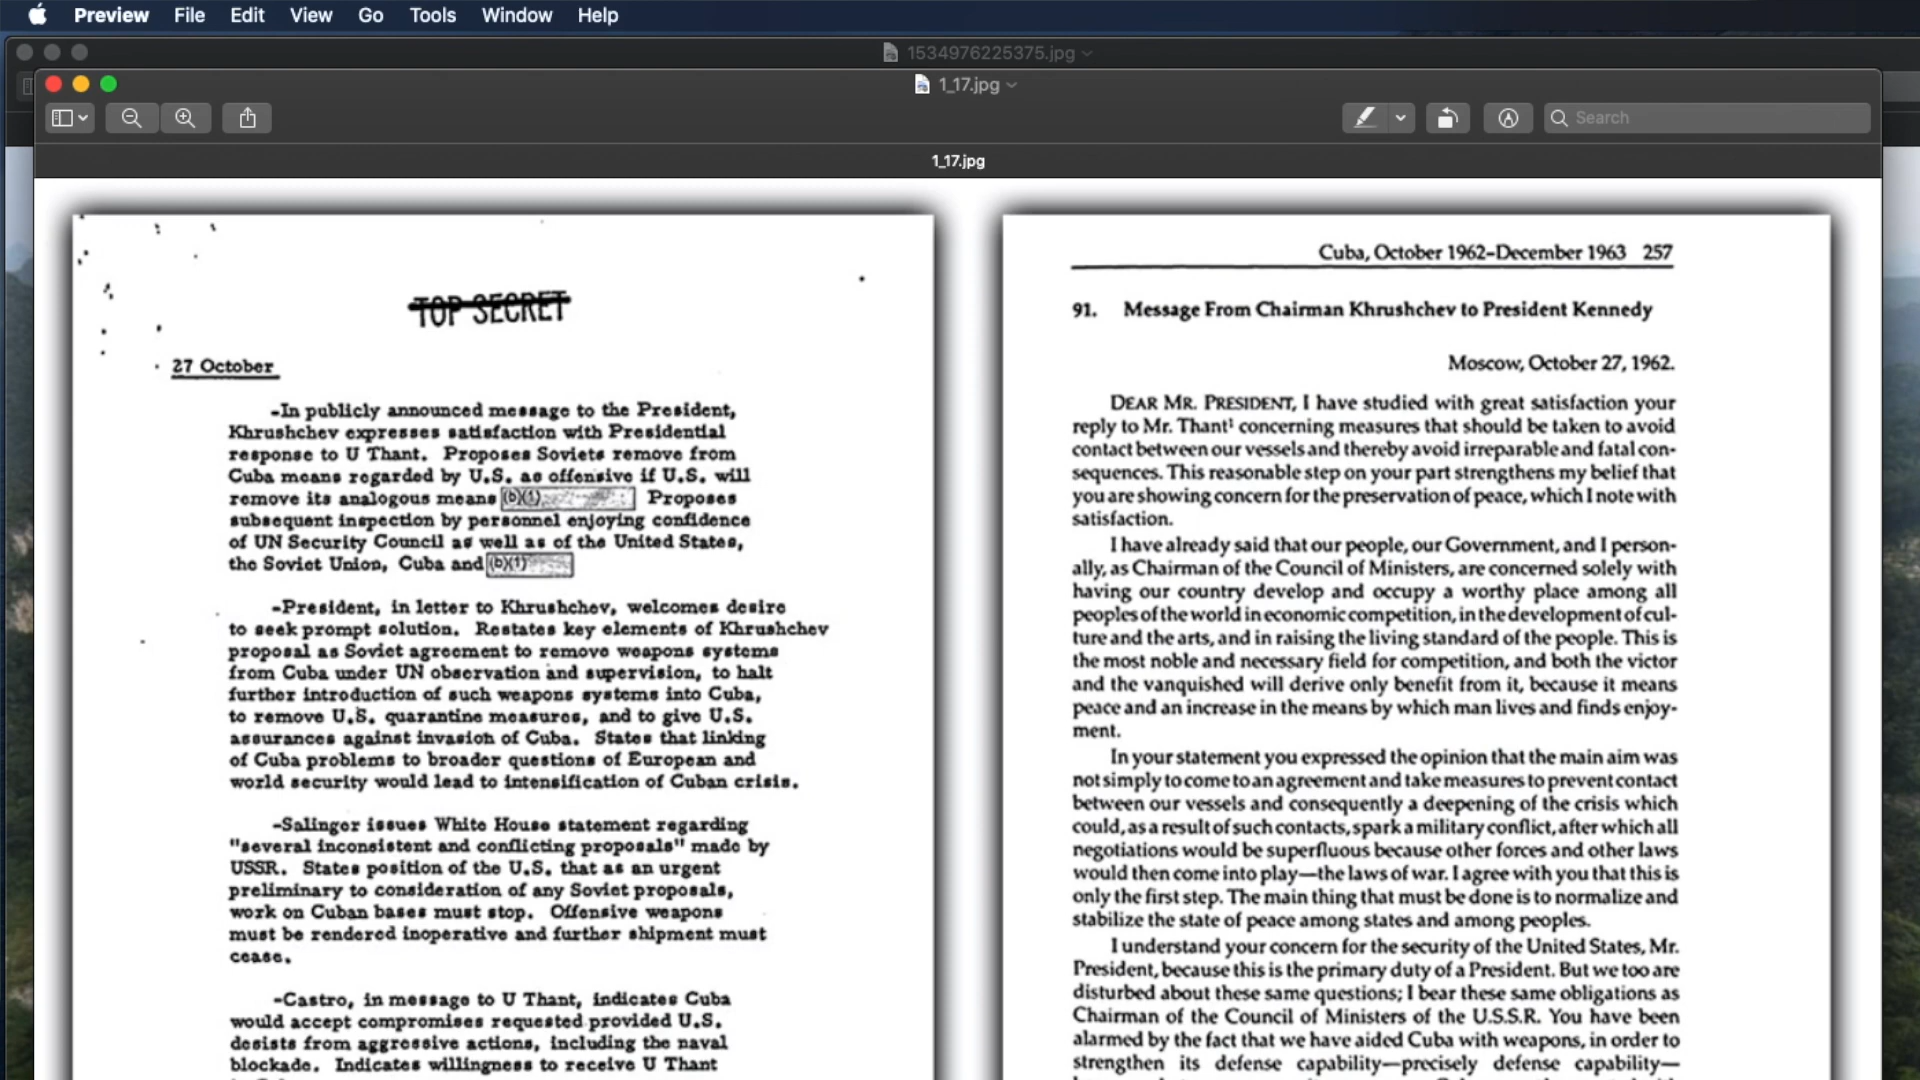 Preview File Edit View Go Tools Window Help
1534976225375.jpg
1_17.jpg
Search
1_17.jpg
TOP SECRET
27 October
-In publicly announced message to the President,
Khrushchev expresses satisfaction with Presidential
response to U Thant. Proposes Soviets remove from
Cuba means regarded by U.S. as offensive if U.S. will
remove its analogous means (b)(1) Proposes
subsequent inspection by personnel enjoying confidence
of UN Security Council as well as of the United States,
the Soviet Union, Cuba and (b)(1)
-President, in letter to Khrushchev, welcomes desire
to seek prompt solution. Restates key elements of Khrushchev
proposal as Soviet agreement to remove weapons systems
from Cuba under UN observation and supervision, to halt
further introduction of such weapons systems into Cuba,
to remove U.S. quarantine measures, and to give U.S.
assurances against invasion of Cuba. States that linking
of Cuba problems to broader questions of European and
world security would lead to intensification of Cuban crisis.
-Salinger issues White House statement regarding
"several inconsistent and conflicting proposals" made by
USSR. States position of the U.S. that as an urgent
preliminary to consideration of any Soviet proposals,
work on Cuban bases must stop. Offensive weapons
must be rendered inoperative and further shipment must
cease.
-Castro, in message to U Thant, indicates Cuba
would accept compromises requested provided U.S.
desists from aggressive actions, including the naval
blockade. Indicates willingness to receive U Thant
Cuba, October 1962–December 1963 257
91. Message From Chairman Khrushchev to President Kennedy
Moscow, October 27, 1962.
DEAR MR. PRESIDENT, I have studied with great satisfaction your
reply to Mr. Thant¹ concerning measures that should be taken to avoid
contact between our vessels and thereby avoid irreparable and fatal con-
sequences. This reasonable step on your part strengthens my belief that
you are showing concern for the preservation of peace, which I note with
satisfaction.
I have already said that our people, our Government, and I person-
ally, as Chairman of the Council of Ministers, are concerned solely with
having our country develop and occupy a worthy place among all
peoples of the world in economic competition, in the development of cul-
ture and the arts, and in raising the living standard of the people. This is
the most noble and necessary field for competition, and both the victor
and the vanquished will derive only benefit from it, because it means
peace and an increase in the means by which man lives and finds enjoy-
ment.
In your statement you expressed the opinion that the main aim was
not simply to come to an agreement and take measures to prevent contact
between our vessels and consequently a deepening of the crisis which
could, as a result of such contacts, spark a military conflict, after which all
negotiations would be superfluous because other forces and other laws
would then come into play—the laws of war. I agree with you that this is
only the first step. The main thing that must be done is to normalize and
stabilize the state of peace among states and among peoples.
I understand your concern for the security of the United States, Mr.
President, because this is the primary duty of a President. But we too are
disturbed about these same questions; I bear these same obligations as
Chairman of the Council of Ministers of the U.S.S.R. You have been
alarmed by the fact that we have aided Cuba with weapons, in order to
strengthen its defense capability—precisely defense capability—